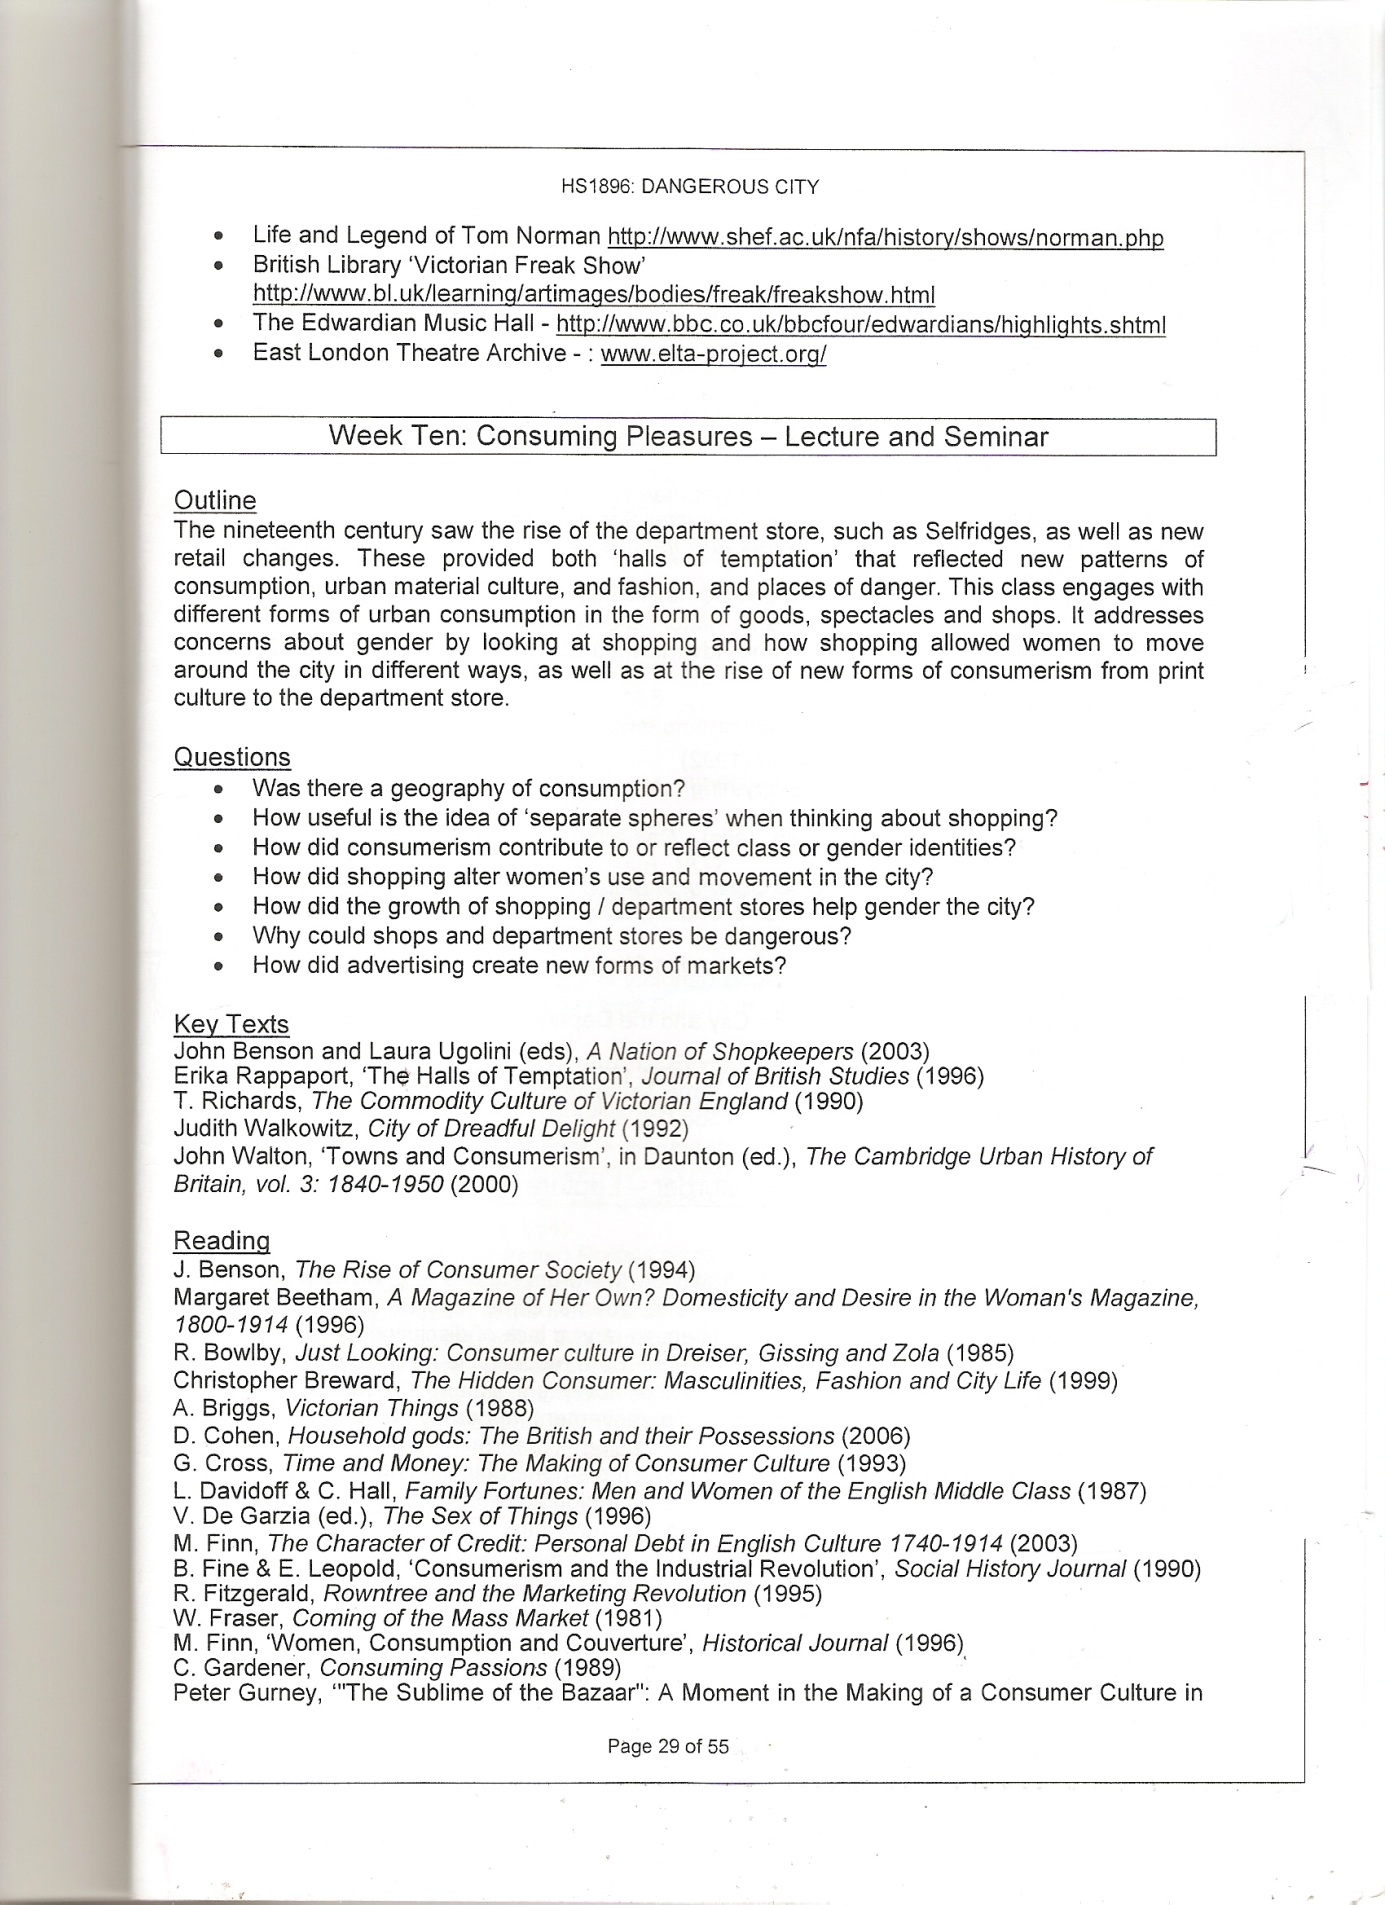 HS1896: DANGEROUS CITY
• Life and Legend of Tom Norman http://www.shef.ac.uk/nfa/history/shows/norman.php
• British Library ‘Victorian Freak Show’
http://www.bl.uk/learning/artimages/bodies/freak/freakshow.html
• The Edwardian Music Hall - http://www.bbc.co.uk/bbcfour/edwardians/highlights.shtml
• East London Theatre Archive - : www.elta-project.org/
Week Ten: Consuming Pleasures – Lecture and Seminar
Outline
The nineteenth century saw the rise of the department store, such as Selfridges, as well as new
retail changes. These provided both ‘halls of temptation’ that reflected new patterns of
consumption, urban material culture, and fashion, and places of danger. This class engages with
different forms of urban consumption in the form of goods, spectacles and shops. It addresses
concerns about gender by looking at shopping and how shopping allowed women to move
around the city in different ways, as well as at the rise of new forms of consumerism from print
culture to the department store.
Questions
• Was there a geography of consumption?
• How useful is the idea of ‘separate spheres’ when thinking about shopping?
• How did consumerism contribute to or reflect class or gender identities?
• How did shopping alter women’s use and movement in the city?
• How did the growth of shopping / department stores help gender the city?
• Why could shops and department stores be dangerous?
• How did advertising create new forms of markets?
Key Texts
John Benson and Laura Ugolini (eds), A Nation of Shopkeepers (2003)
Erika Rappaport, ‘The Halls of Temptation’, Journal of British Studies (1996)
T. Richards, The Commodity Culture of Victorian England (1990)
Judith Walkowitz, City of Dreadful Delight (1992)
John Walton, ‘Towns and Consumerism’, in Daunton (ed.), The Cambridge Urban History of
Britain, vol. 3: 1840-1950 (2000)
Reading
J. Benson, The Rise of Consumer Society (1994)
Margaret Beetham, A Magazine of Her Own? Domesticity and Desire in the Woman's Magazine,
1800-1914 (1996)
R. Bowlby, Just Looking: Consumer culture in Dreiser, Gissing and Zola (1985)
Christopher Breward, The Hidden Consumer: Masculinities, Fashion and City Life (1999)
A. Briggs, Victorian Things (1988)
D. Cohen, Household gods: The British and their Possessions (2006)
G. Cross, Time and Money: The Making of Consumer Culture (1993)
L. Davidoff & C. Hall, Family Fortunes: Men and Women of the English Middle Class (1987)
V. De Garzia (ed.), The Sex of Things (1996)
M. Finn, The Character of Credit: Personal Debt in English Culture 1740-1914 (2003)
B. Fine & E. Leopold, ‘Consumerism and the Industrial Revolution’, Social History Journal (1990)
R. Fitzgerald, Rowntree and the Marketing Revolution (1995)
W. Fraser, Coming of the Mass Market (1981)
M. Finn, ‘Women, Consumption and Couverture’, Historical Journal (1996)
C. Gardener, Consuming Passions (1989)
Peter Gurney, ‘"The Sublime of the Bazaar": A Moment in the Making of a Consumer Culture in
Page 29 of 55